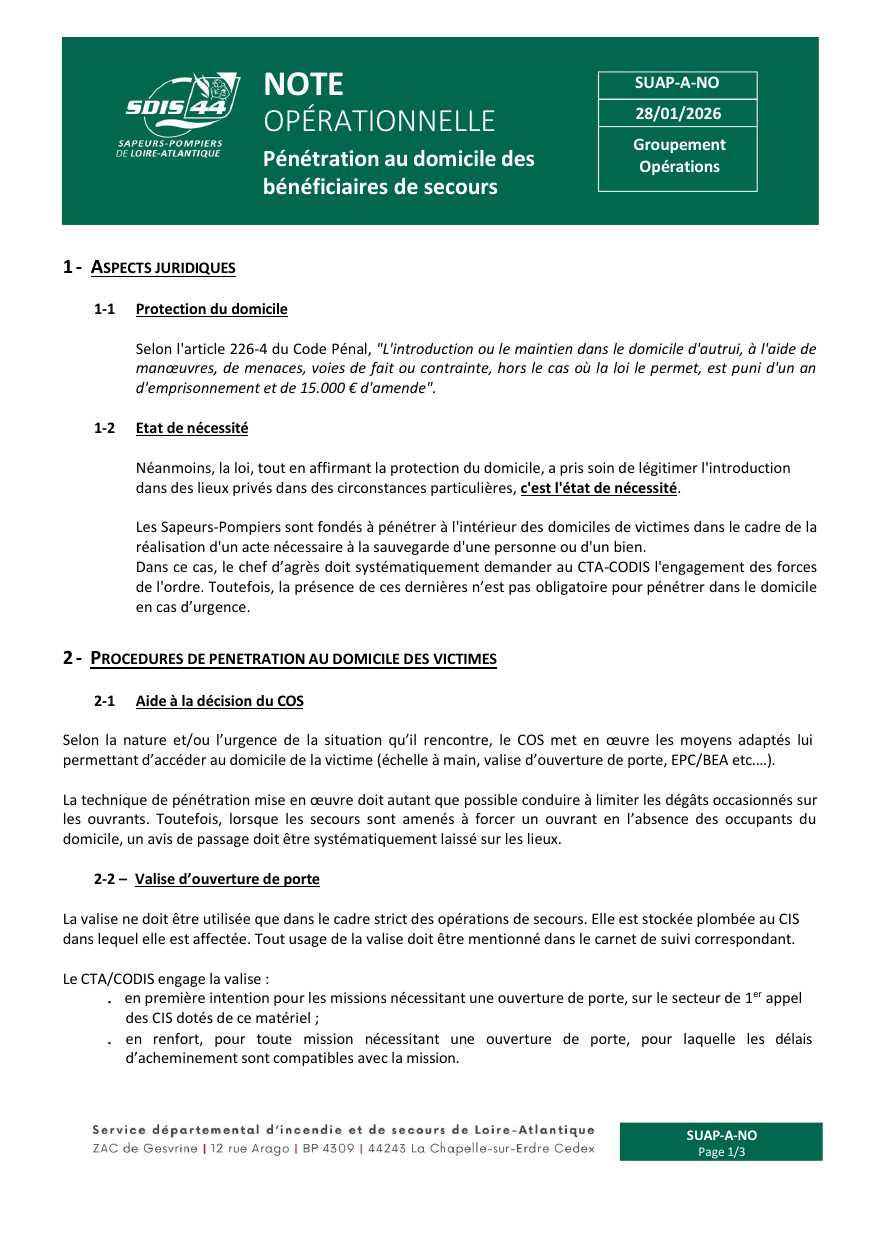 SDIS 44
SAPEURS-POMPIERS
DE LOIRE-ATLANTIQUE
NOTE
OPÉRATIONNELLE
Pénétration au domicile des
bénéficiaires de secours
SUAP-A-NO
28/01/2026
Groupement
Opérations
1 - ASPECTS JURIDIQUES
1-1 Protection du domicile
Selon l'article 226-4 du Code Pénal, "L'introduction ou le maintien dans le domicile d'autrui, à l'aide de
manœuvres, de menaces, voies de fait ou contrainte, hors le cas où la loi le permet, est puni d'un an
d'emprisonnement et de 15.000 € d'amende".
1-2 Etat de nécessité
Néanmoins, la loi, tout en affirmant la protection du domicile, a pris soin de légitimer l'introduction
dans des lieux privés dans des circonstances particulières, c'est l'état de nécessité.
Les Sapeurs-Pompiers sont fondés à pénétrer à l'intérieur des domiciles de victimes dans le cadre de la
réalisation d'un acte nécessaire à la sauvegarde d'une personne ou d'un bien.
Dans ce cas, le chef d’agrès doit systématiquement demander au CTA-CODIS l'engagement des forces
de l'ordre. Toutefois, la présence de ces dernières n’est pas obligatoire pour pénétrer dans le domicile
en cas d’urgence.
2 - PROCEDURES DE PENETRATION AU DOMICILE DES VICTIMES
2-1 Aide à la décision du COS
Selon la nature et/ou l’urgence de la situation qu’il rencontre, le COS met en œuvre les moyens adaptés lui
permettant d’accéder au domicile de la victime (échelle à main, valise d’ouverture de porte, EPC/BEA etc.…).
La technique de pénétration mise en œuvre doit autant que possible conduire à limiter les dégâts occasionnés sur
les ouvrants. Toutefois, lorsque les secours sont amenés à forcer un ouvrant en l’absence des occupants du
domicile, un avis de passage doit être systématiquement laissé sur les lieux.
2-2 – Valise d’ouverture de porte
La valise ne doit être utilisée que dans le cadre strict des opérations de secours. Elle est stockée plombée au CIS
dans lequel elle est affectée. Tout usage de la valise doit être mentionné dans le carnet de suivi correspondant.
Le CTA/CODIS engage la valise :
. en première intention pour les missions nécessitant une ouverture de porte, sur le secteur de 1er appel
des CIS dotés de ce matériel ;
. en renfort, pour toute mission nécessitant une ouverture de porte, pour laquelle les délais
d’acheminement sont compatibles avec la mission.
Service départemental d’incendie et de secours de Loire-Atlantique
ZAC de Gesvrine | 12 rue Arago | BP 4309 | 44243 La Chapelle-sur-Erdre Cedex
SUAP-A-NO
Page 1/3